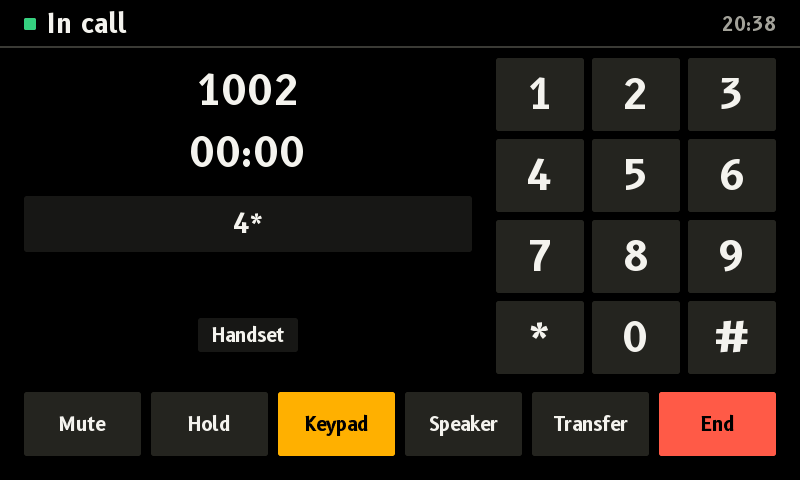 In call
20:38
1002
00:00
4*
Handset
1 2 3
4 5 6
7 8 9
* 0 #
Mute Hold Keypad Speaker Transfer End